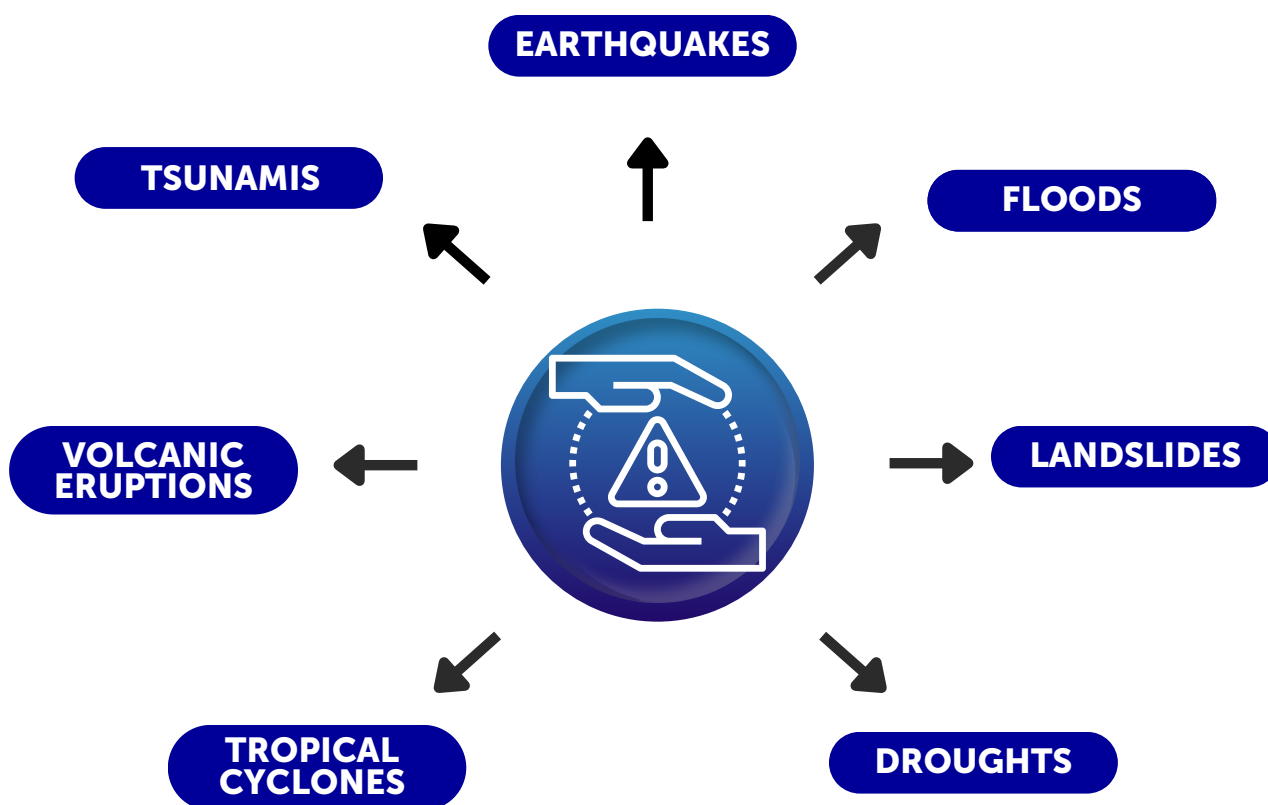 EARTHQUAKES
TSUNAMIS
FLOODS
VOLCANIC
ERUPTIONS
LANDSLIDES
TROPICAL
CYCLONES
DROUGHTS